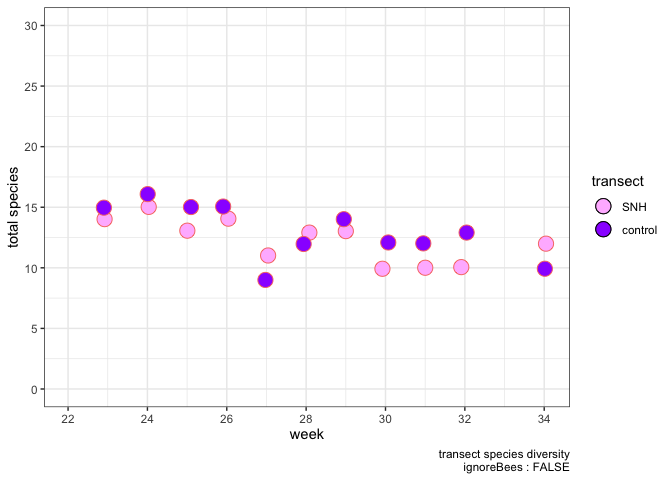 30
25
20
15
10
5
0
total species
22 24 26 28 30 32 34
week
transect
SNH
control
transect species diversity
ignoreBees : FALSE